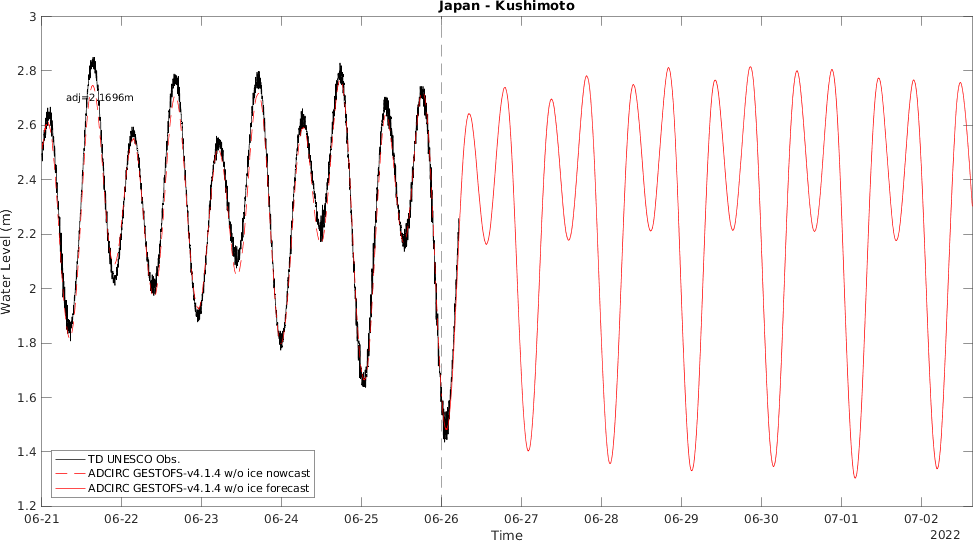 Japan - Kushimoto
Water Level (m)
3
2.8
2.6
2.4
2.2
2
1.8
1.6
1.4
1.2
adj=2.1696m
TD UNESCO Obs.
ADCIRC GESTOFS-v4.1.4 w/o ice nowcast
ADCIRC GESTOFS-v4.1.4 w/o ice forecast
06-21 06-22 06-23 06-24 06-25 06-26 06-27 06-28 06-29 06-30 07-01 07-02
Time
2022